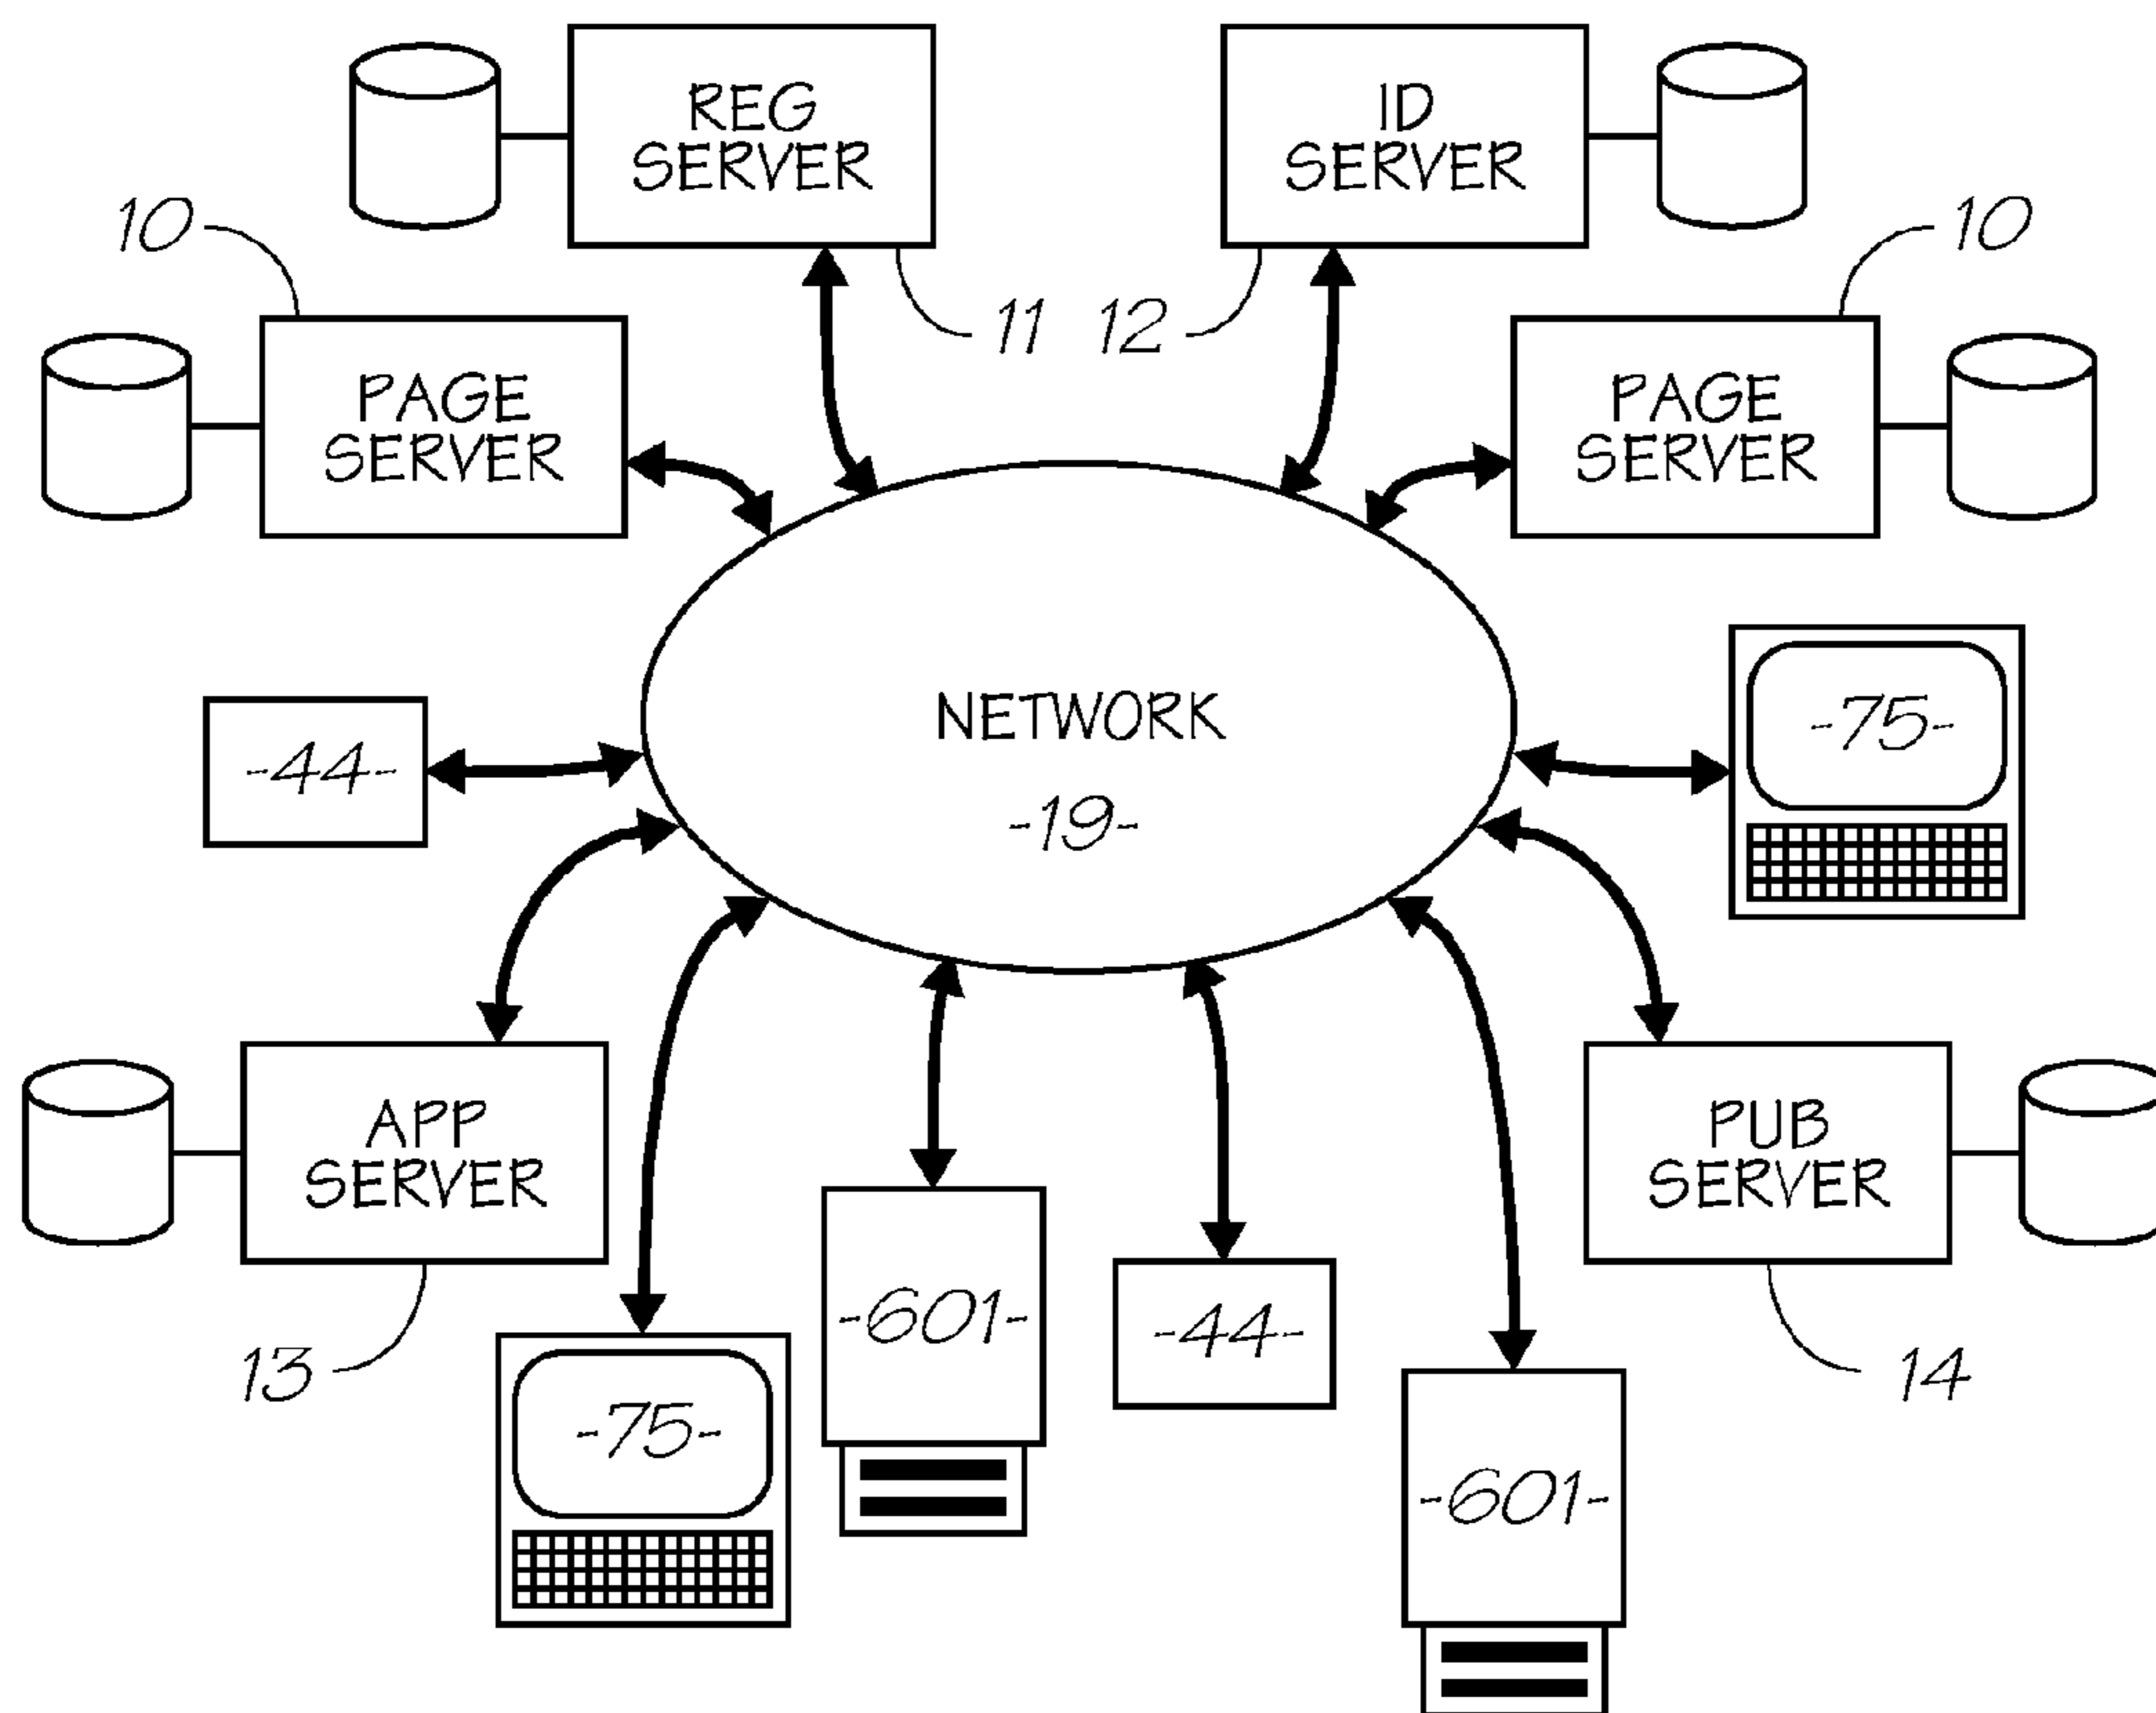 REG
SERVER
ID
SERVER
10
10
11
12
PAGE
SERVER
PAGE
SERVER
NETWORK
-19-
-75-
-44-
APP
SERVER
PUB
SERVER
-601-
-44-
13
14
-75-
-601-